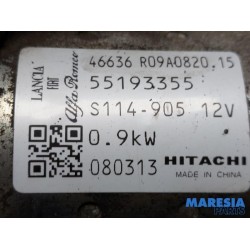 LANCIA
FIAT
Alfa Romeo
46636 R09A0820.15
55193355
S114-905 12V
0.9kW
080313 HITACHI
MADE IN CHINA
MARESIA
PARTS